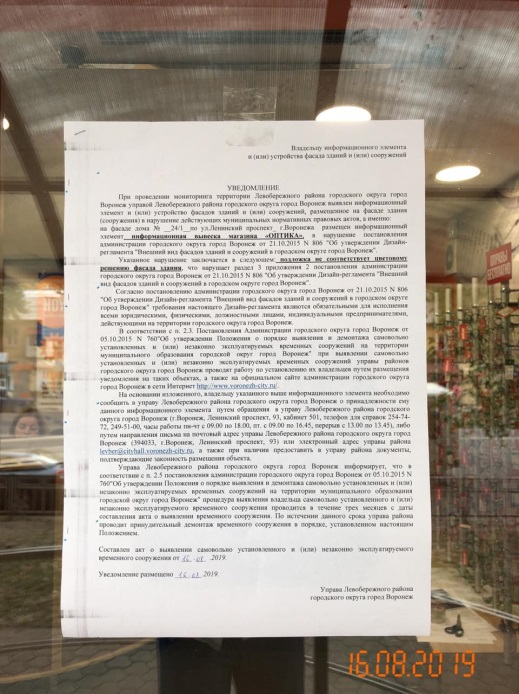 Владельцу информационного элемента
и (или) устройства фасада зданий и (или) сооружений
УВЕДОМЛЕНИЕ
При проведении мониторинга территории Левобережного района городского округа город
Воронеж управой Левобережного района городского округа город Воронеж выявлен информационный
элемент и (или) устройство фасадов зданий и (или) сооружений, размещенное на фасаде здания
(сооружения) в нарушение действующих муниципальных нормативных правовых актов, а именно:
на фасаде дома № _24/1_ по ул.Ленинский проспект г.Воронежа размещен информационный
элемент информационная вывеска магазина «ОПТИКА», в нарушение постановления
администрации городского округа город Воронеж от 21.10.2015 N 806 "Об утверждении Дизайн-
регламента "Внешний вид фасадов зданий и сооружений в городском округе город Воронеж".
Указанное нарушение заключается в следующем: подложка не соответствует цветовому
решению фасада здания, что нарушает раздел 3 приложения 2 постановления администрации
городского округа город Воронеж от 21.10.2015 N 806 "Об утверждении Дизайн-регламента "Внешний
вид фасадов зданий и сооружений в городском округе город Воронеж".
Согласно постановлению администрации городского округа город Воронеж от 21.10.2015 N 806
"Об утверждении Дизайн-регламента "Внешний вид фасадов зданий и сооружений в городском округе
город Воронеж" требования настоящего Дизайн-регламента являются обязательными для исполнения
всеми юридическими, физическими, должностными лицами, индивидуальными предпринимателями,
действующими на территории городского округа город Воронеж.
В соответствии с п. 2.3. Постановления Администрации городского округа город Воронеж от
05.10.2015 N 760"Об утверждении Положения о порядке выявления и демонтажа самовольно
установленных и (или) незаконно эксплуатируемых временных сооружений на территории
муниципального образования городской округ город Воронеж" при выявлении самовольно
установленных и (или) незаконно эксплуатируемых временных сооружений управы районов
городского округа город Воронеж проводят работу по установлению их владельцев путем размещения
уведомления на таких объектах, а также на официальном сайте администрации городского округа
город Воронеж в сети Интернет http://www.voronezh-city.ru/.
На основании изложенного, владельцу указанного выше информационного элемента необходимо
сообщить в управу Левобережного района городского округа город Воронеж о принадлежности ему
данного информационного элемента путем обращения в управу Левобережного района городского
округа город Воронеж (г.Воронеж, Ленинский проспект, 93, кабинет 501, телефон для справок 254-74-
72, 249-51-00, часы работы пн-чт с 09.00 по 18.00, пт. с 09.00 по 16.45, перерыв с 13.00 по 13.45), либо
путем направления письма на почтовый адрес управы Левобережного района городского округа
город Воронеж (394033, г.Воронеж, Ленинский проспект, 93) или электронный адрес управы района
levber@cityhall.voronezh-city.ru, а также при наличии предоставить в управу района документы,
подтверждающие законность размещения объекта.
Управа Левобережного района городского округа город Воронеж информирует, что в
соответствии с п. 2.5 постановления администрации городского округа город Воронеж от 05.10.2015 N
760"Об утверждении Положения о порядке выявления и демонтажа самовольно установленных и (или)
незаконно эксплуатируемых временных сооружений на территории муниципального образования
городской округ город Воронеж" процедура выявления владельца самовольно установленного и (или)
незаконно эксплуатируемого временного сооружения проводится в течение трех месяцев с даты
составления акта о выявлении временного сооружения. По истечении данного срока управа района
проводит принудительный демонтаж временного сооружения в порядке, установленном настоящим
Положением.
Составлен акт о выявлении самовольно установленного и (или) незаконно эксплуатируемого
временного сооружения от 2019.
Уведомление размещено 2019.
Управа Левобережного района
городского округа город Воронеж
16.08.2019